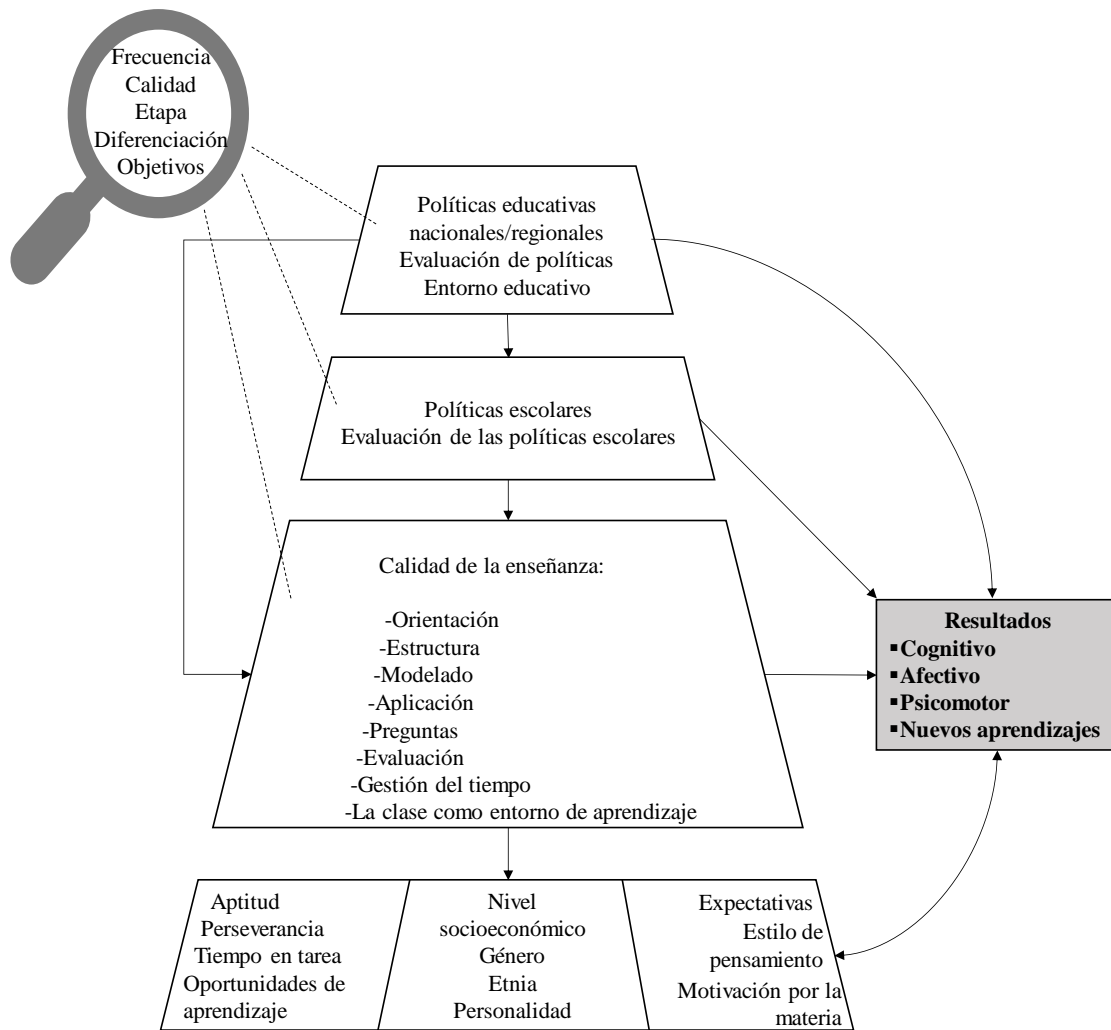 Frecuencia
Calidad
Etapa
Diferenciación
Objetivos
Políticas educativas
nacionales/regionales
Evaluación de políticas
Entorno educativo
Políticas escolares
Evaluación de las políticas escolares
Calidad de la enseñanza:
-Orientación
-Estructura
-Modelado
-Aplicación
-Preguntas
-Evaluación
-Gestión del tiempo
-La clase como entorno de aprendizaje
Resultados
▪Cognitivo
▪Afectivo
▪Psicomotor
▪Nuevos aprendizajes
Aptitud
Perseverancia
Tiempo en tarea
Oportunidades de
aprendizaje
Nivel
socioeconómico
Género
Etnia
Personalidad
Expectativas
Estilo de
pensamiento
Motivación por la
materia